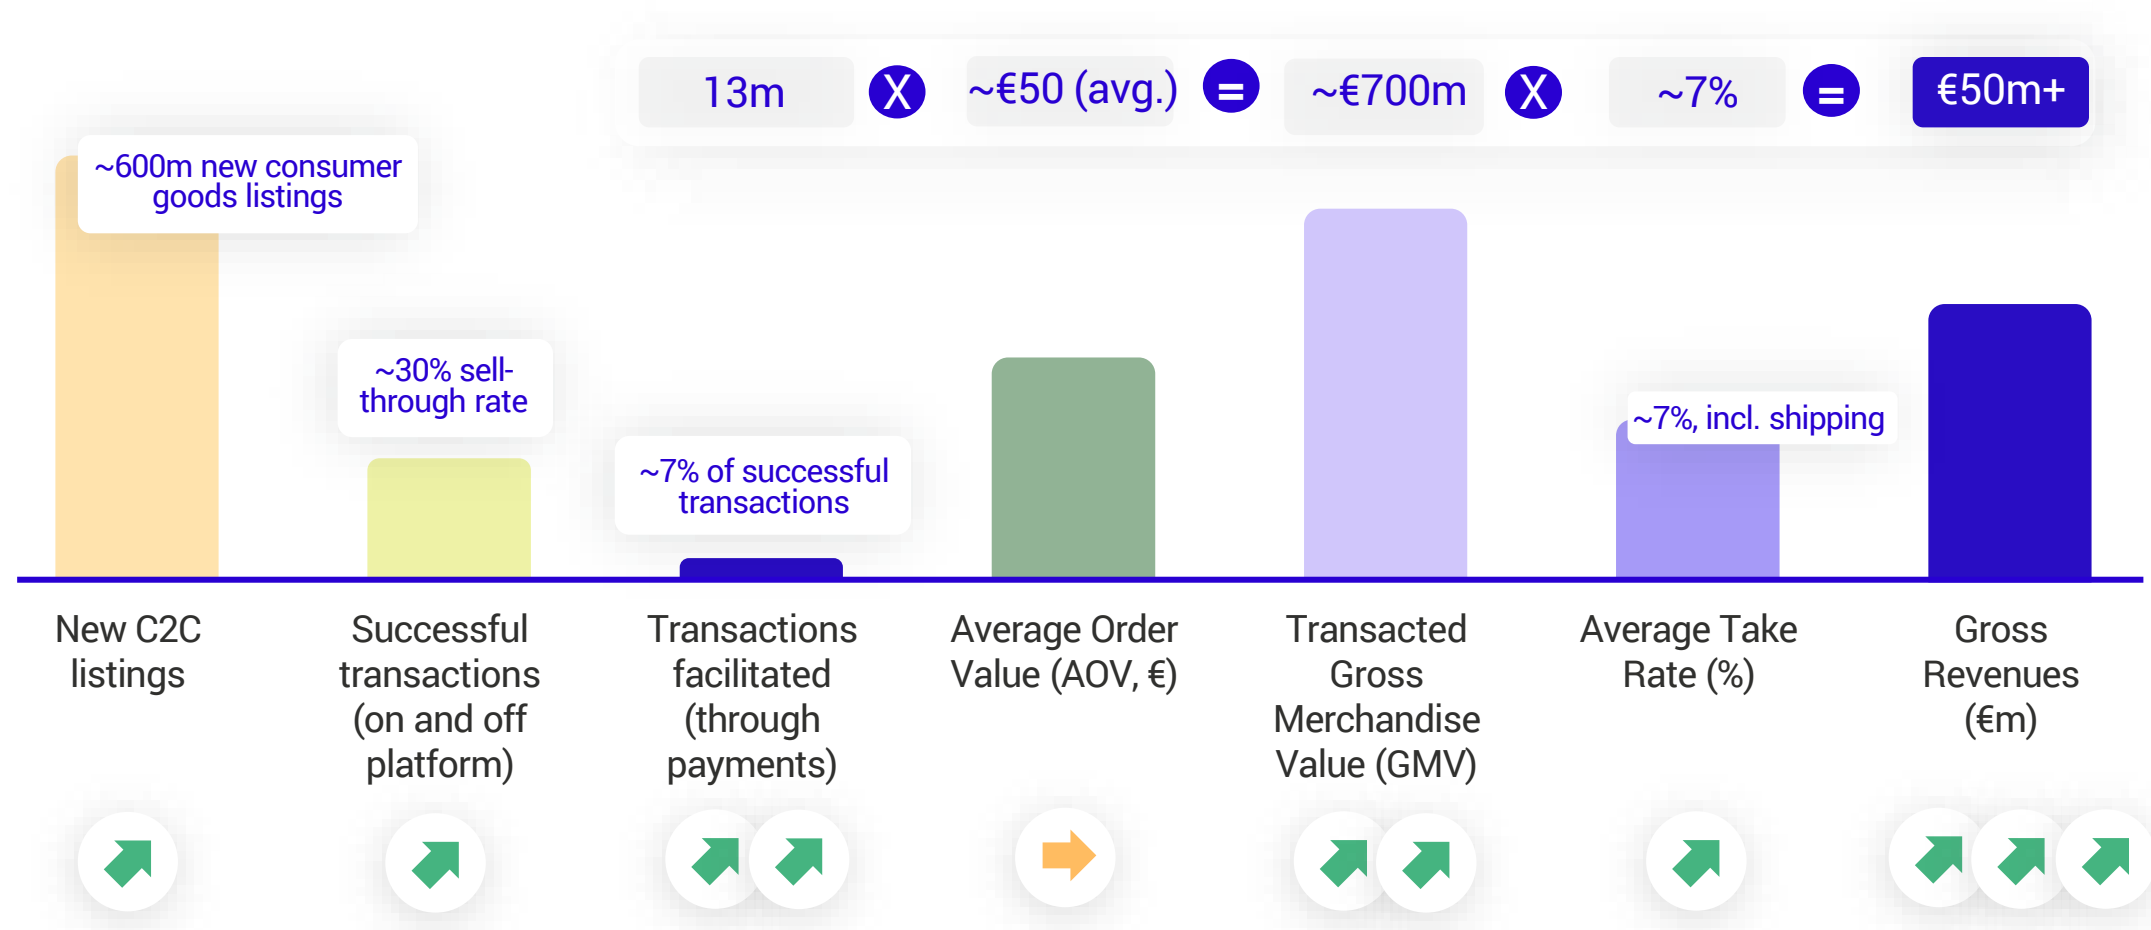 13m X ~€50 (avg.) = ~€700m X ~7% = €50m+
~600m new consumer
goods listings
~30% sell-
through rate
~7% of successful
transactions
~7%, incl. shipping
New C2C
listings
Successful
transactions
(on and off
platform)
Transactions
facilitated
(through
payments)
Average Order
Value (AOV, €)
Transacted
Gross
Merchandise
Value (GMV)
Average Take
Rate (%)
Gross
Revenues
(€m)